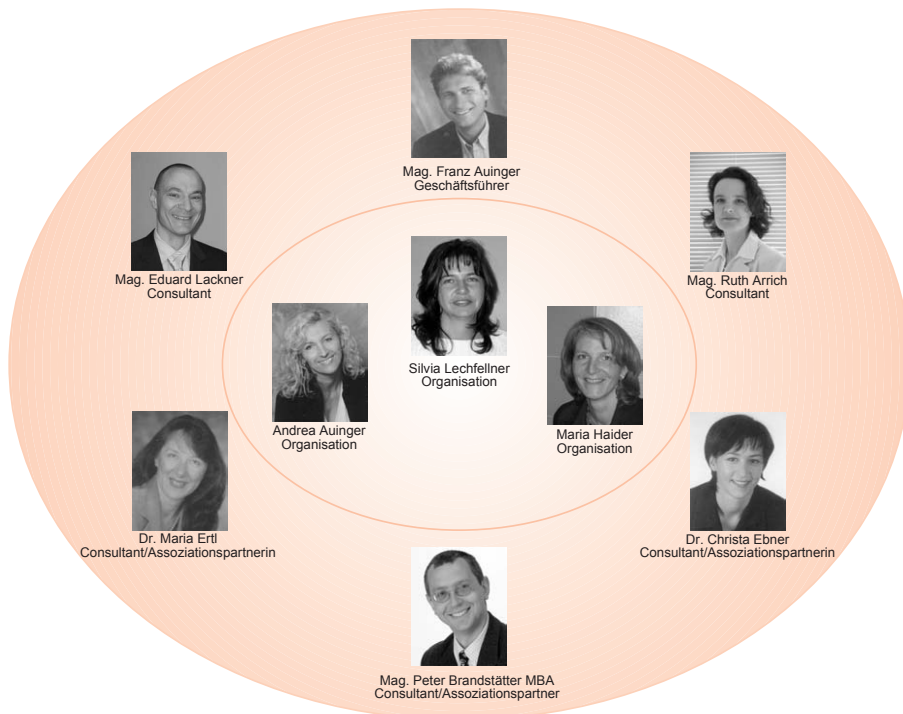 Mag. Franz Auinger
Geschäftsführer
Mag. Eduard Lackner
Consultant
Mag. Ruth Arrich
Consultant
Silvia Lechfellner
Organisation
Andrea Auinger
Organisation
Maria Haider
Organisation
Dr. Maria Ertl
Consultant/Assoziationspartnerin
Dr. Christa Ebner
Consultant/Assoziationspartnerin
Mag. Peter Brandstätter MBA
Consultant/Assoziationspartner